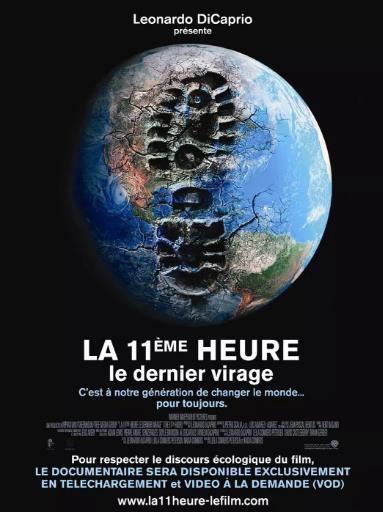 Leonardo DiCaprio
présente
LA 11ÈME HEURE
le dernier virage
C'est à notre génération de changer le monde...
pour toujours.
Pour respecter le discours écologique du film,
LE DOCUMENTAIRE SERA DISPONIBLE EXCLUSIVEMENT
EN TELECHARGEMENT et VIDEO À LA DEMANDE (VOD)
www.la11heure-lefilm.com